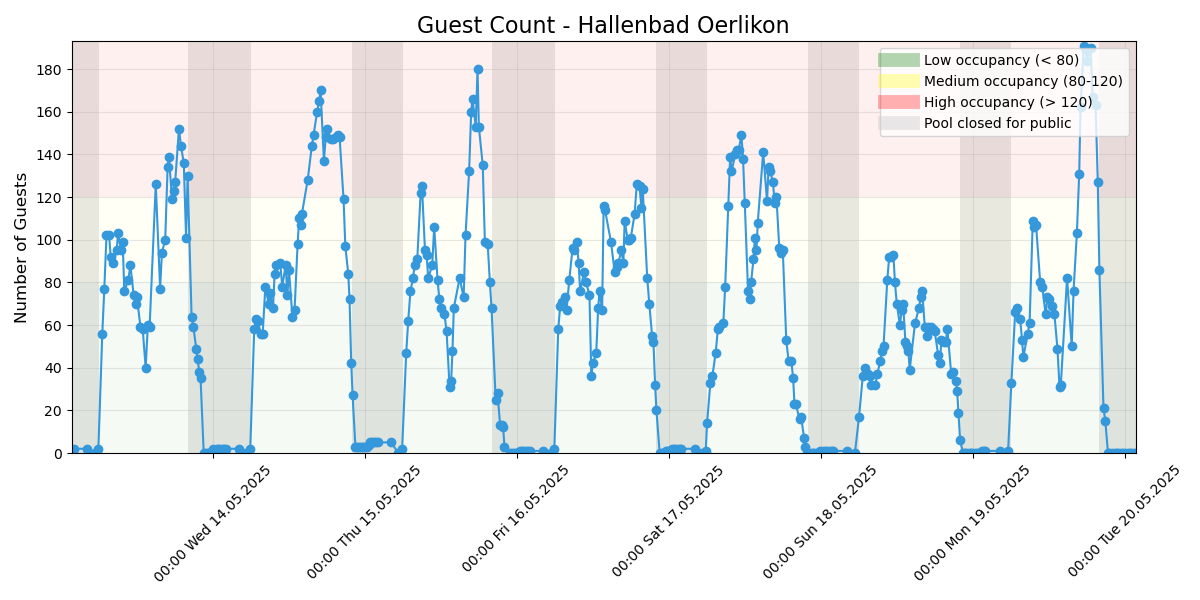 Guest Count - Hallenbad Oerlikon
Number of Guests
180
160
140
120
100
80
60
40
20
0
Low occupancy (< 80)
Medium occupancy (80-120)
High occupancy (> 120)
Pool closed for public
00:00 Wed 14.05.2025
00:00 Thu 15.05.2025
00:00 Fri 16.05.2025
00:00 Sat 17.05.2025
00:00 Sun 18.05.2025
00:00 Mon 19.05.2025
00:00 Tue 20.05.2025